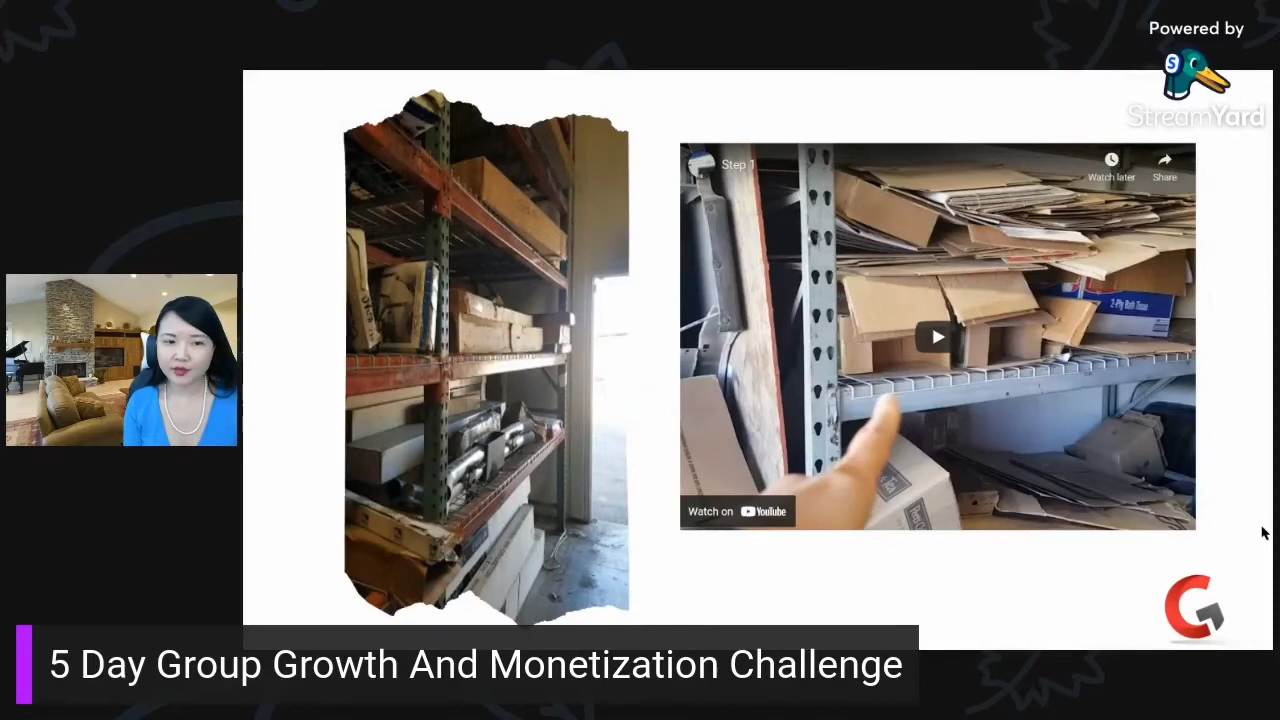 Powered by
S
StreamYard
Step 1
Watch later
Share
2-Ply Bath Tissue
Watch on YouTube
5 Day Group Growth And Monetization Challenge